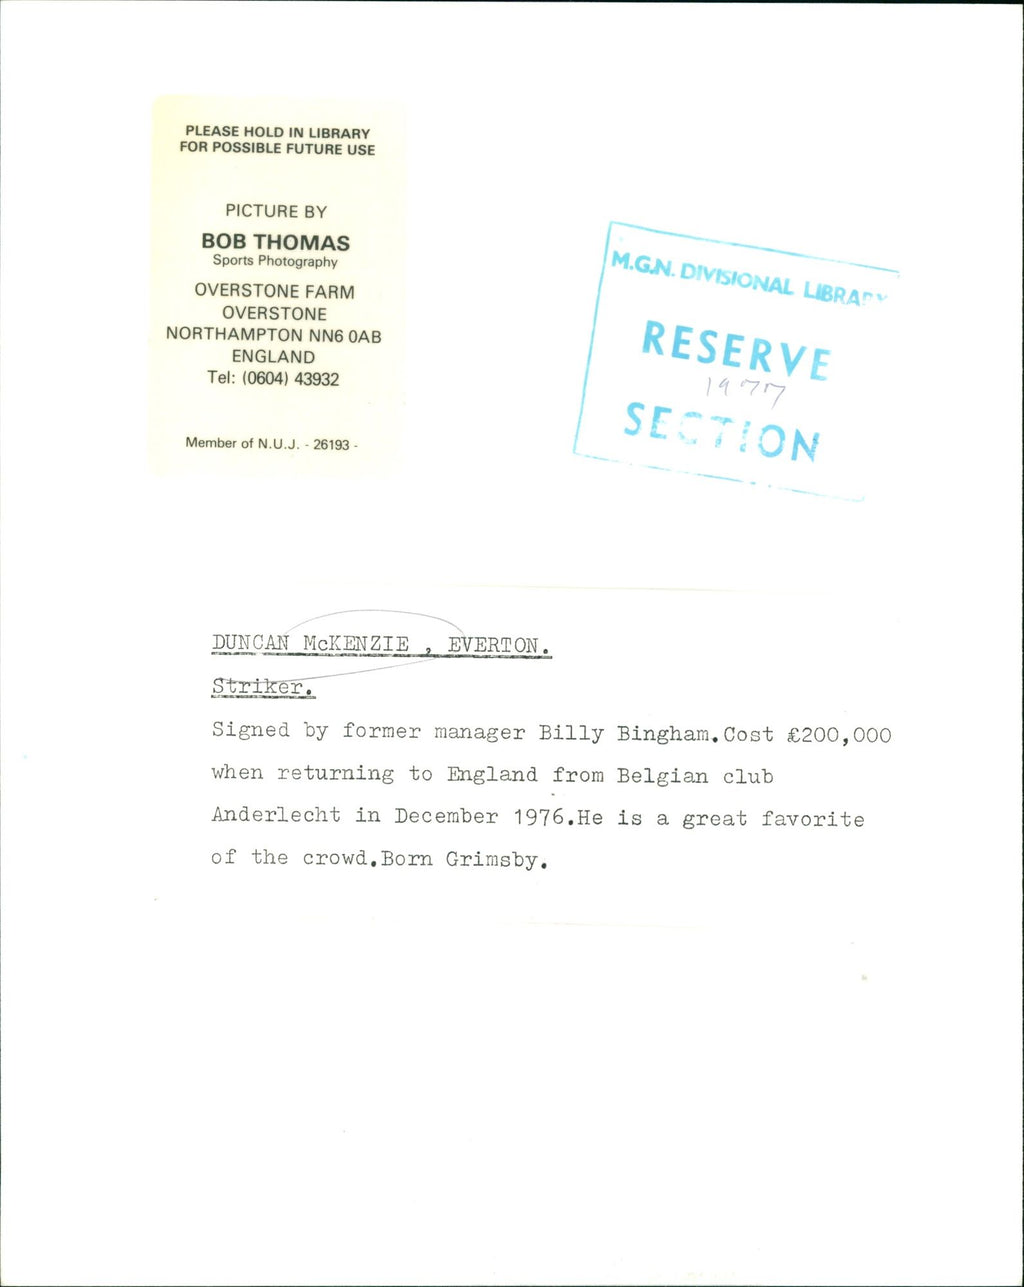 PLEASE HOLD IN LIBRARY
FOR POSSIBLE FUTURE USE
PICTURE BY
BOB THOMAS
Sports Photography
OVERSTONE FARM
OVERSTONE
NORTHAMPTON NN6 0AB
ENGLAND
Tel: (0604) 43932
Member of N.U.J. - 26193 -
M.G.N. DIVISIONAL LIBRARY
RESERVE
1977
SECTION
DUNCAN McKENZIE , EVERTON.
Striker.
Signed by former manager Billy Bingham.Cost £200,000
when returning to England from Belgian club
Anderlecht in December 1976.He is a great favorite
of the crowd.Born Grimsby.